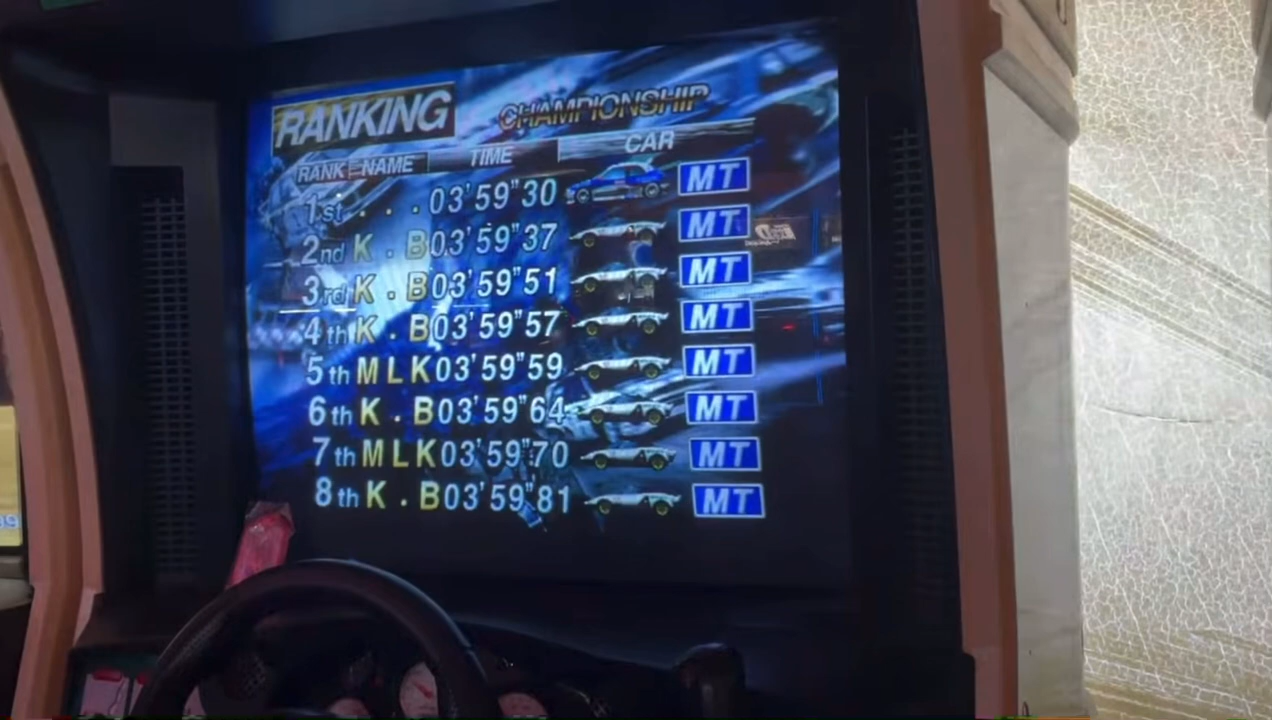 RANKING CHAMPIONSHIP
RANK NAME TIME CAR
1st . . . 03'59"30 MT
2nd K . B 03'59"37 MT
3rd K . B 03'59"51 MT
4th K . B 03'59"57 MT
5th MLK 03'59"59 MT
6th K . B 03'59"64 MT
7th MLK 03'59"70 MT
8th K . B 03'59"81 MT